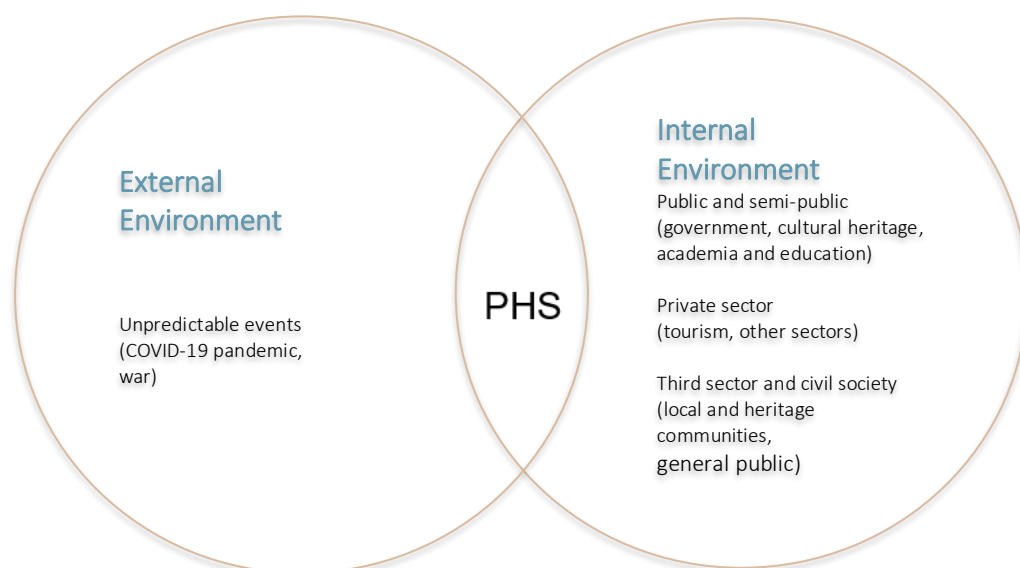 External
Environment
Unpredictable events
(COVID-19 pandemic,
war)
PHS
Internal
Environment
Public and semi-public
(government, cultural heritage,
academia and education)
Private sector
(tourism, other sectors)
Third sector and civil society
(local and heritage
communities,
general public)